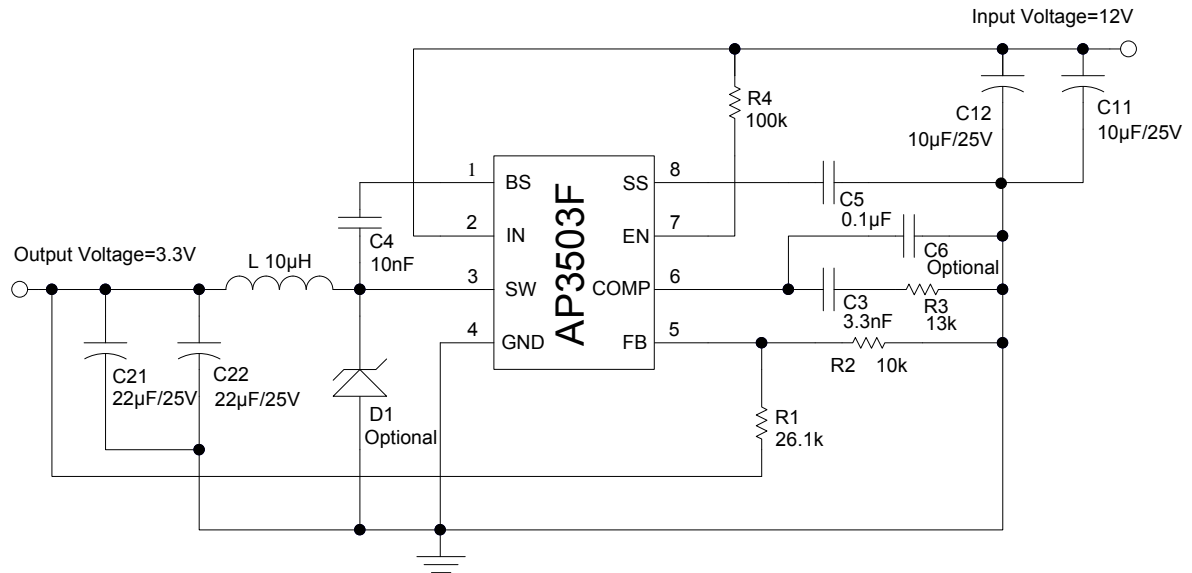 Input Voltage=12V
R4
100k
C12
10µF/25V
C11
10µF/25V
1
BS
SS
8
C5
0.1µF
2
IN
EN
7
C4
10nF
C6
Optional
Output Voltage=3.3V
L 10µH
3
SW
COMP
6
C3
3.3nF
R3
13k
4
GND
FB
5
AP3503F
R2 10k
C21
22µF/25V
C22
22µF/25V
D1
Optional
R1
26.1k